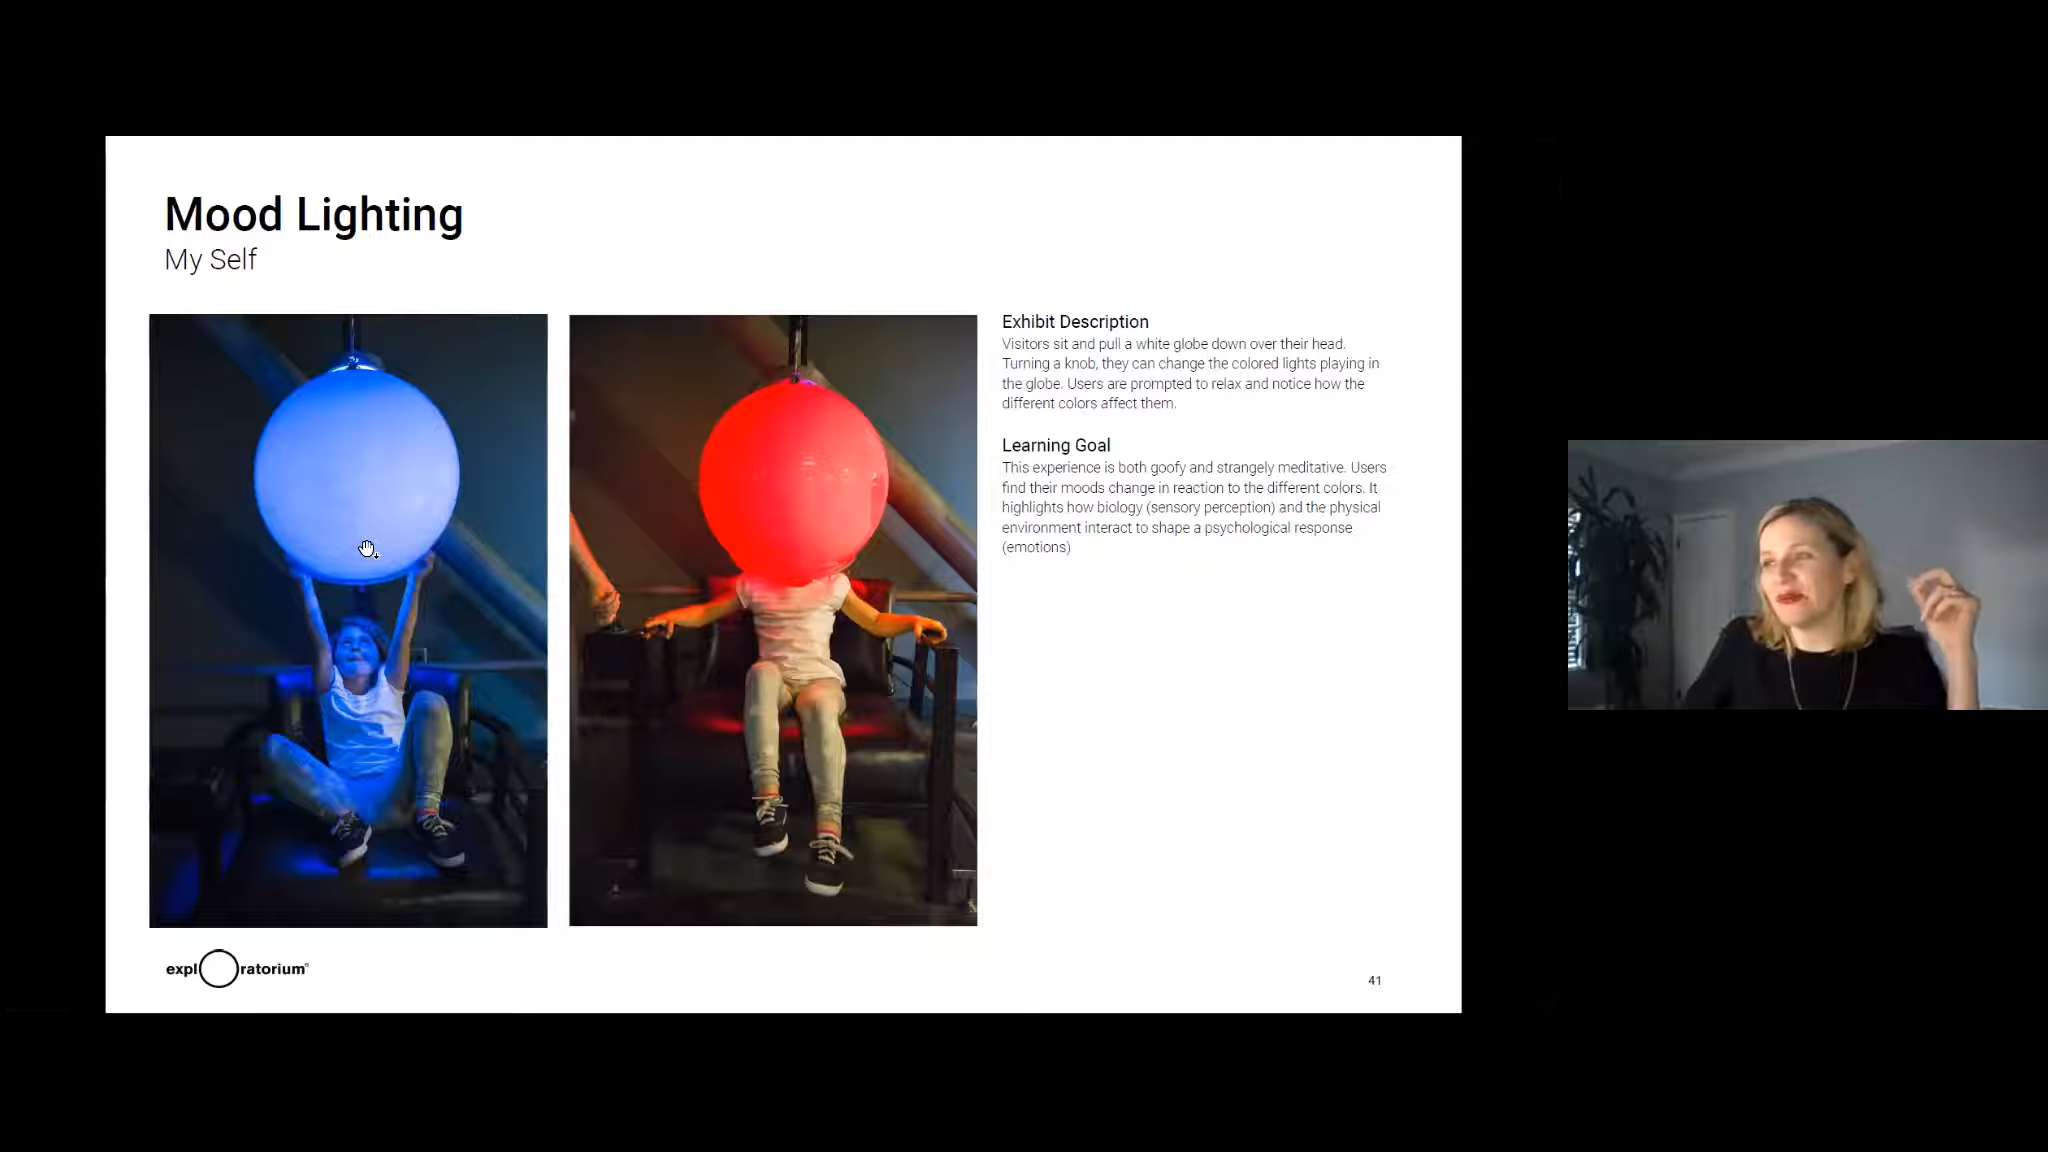 Mood Lighting
My Self
Exhibit Description
Visitors sit and pull a white globe down over their head.
Turning a knob, they can change the colored lights playing in
the globe. Users are prompted to relax and notice how the
different colors affect them.
Learning Goal
This experience is both goofy and strangely meditative. Users
find their moods change in reaction to the different colors. It
highlights how biology (sensory perception) and the physical
environment interact to shape a psychological response
(emotions)
explOratorium®
41